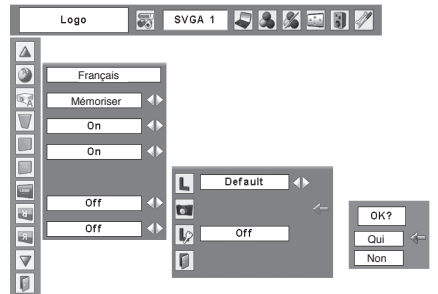 Logo
SVGA 1
Français
Mémoriser
On
On
Off
Off
Default
Off
OK?
Qui
Non